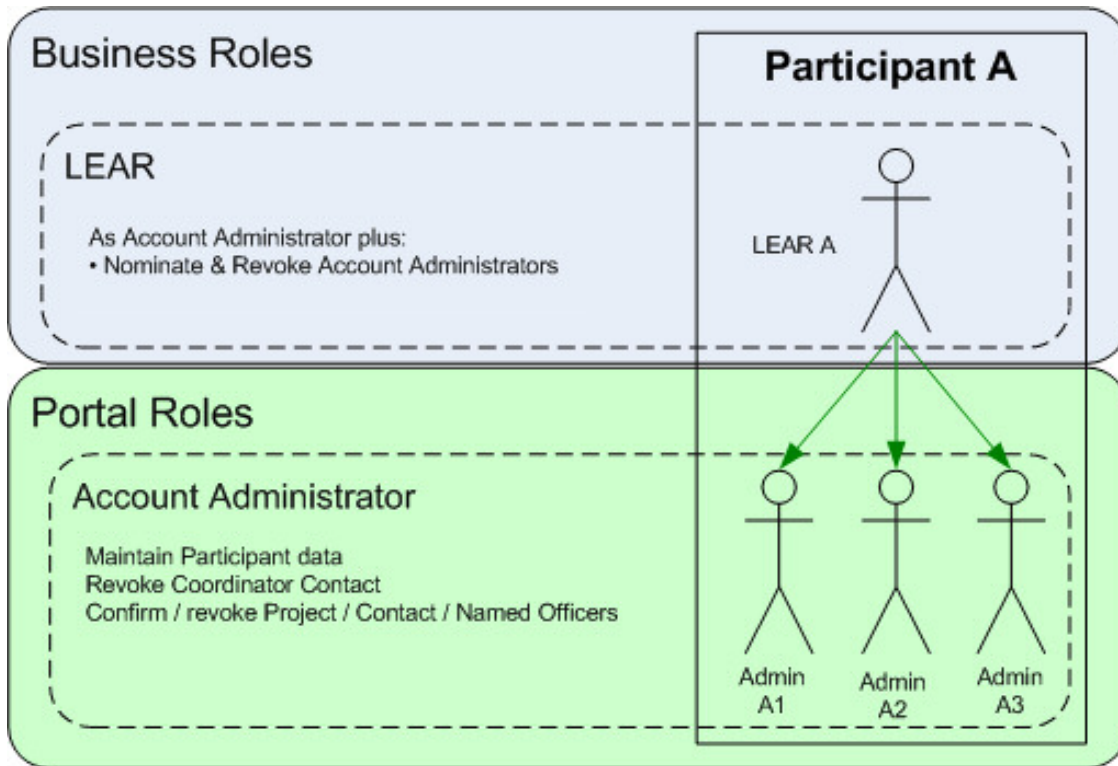 Business Roles
Participant A
LEAR
As Account Administrator plus:
• Nominate & Revoke Account Administrators
LEAR A
Portal Roles
Account Administrator
Maintain Participant data
Revoke Coordinator Contact
Confirm / revoke Project / Contact / Named Officers
Admin
A1
Admin
A2
Admin
A3